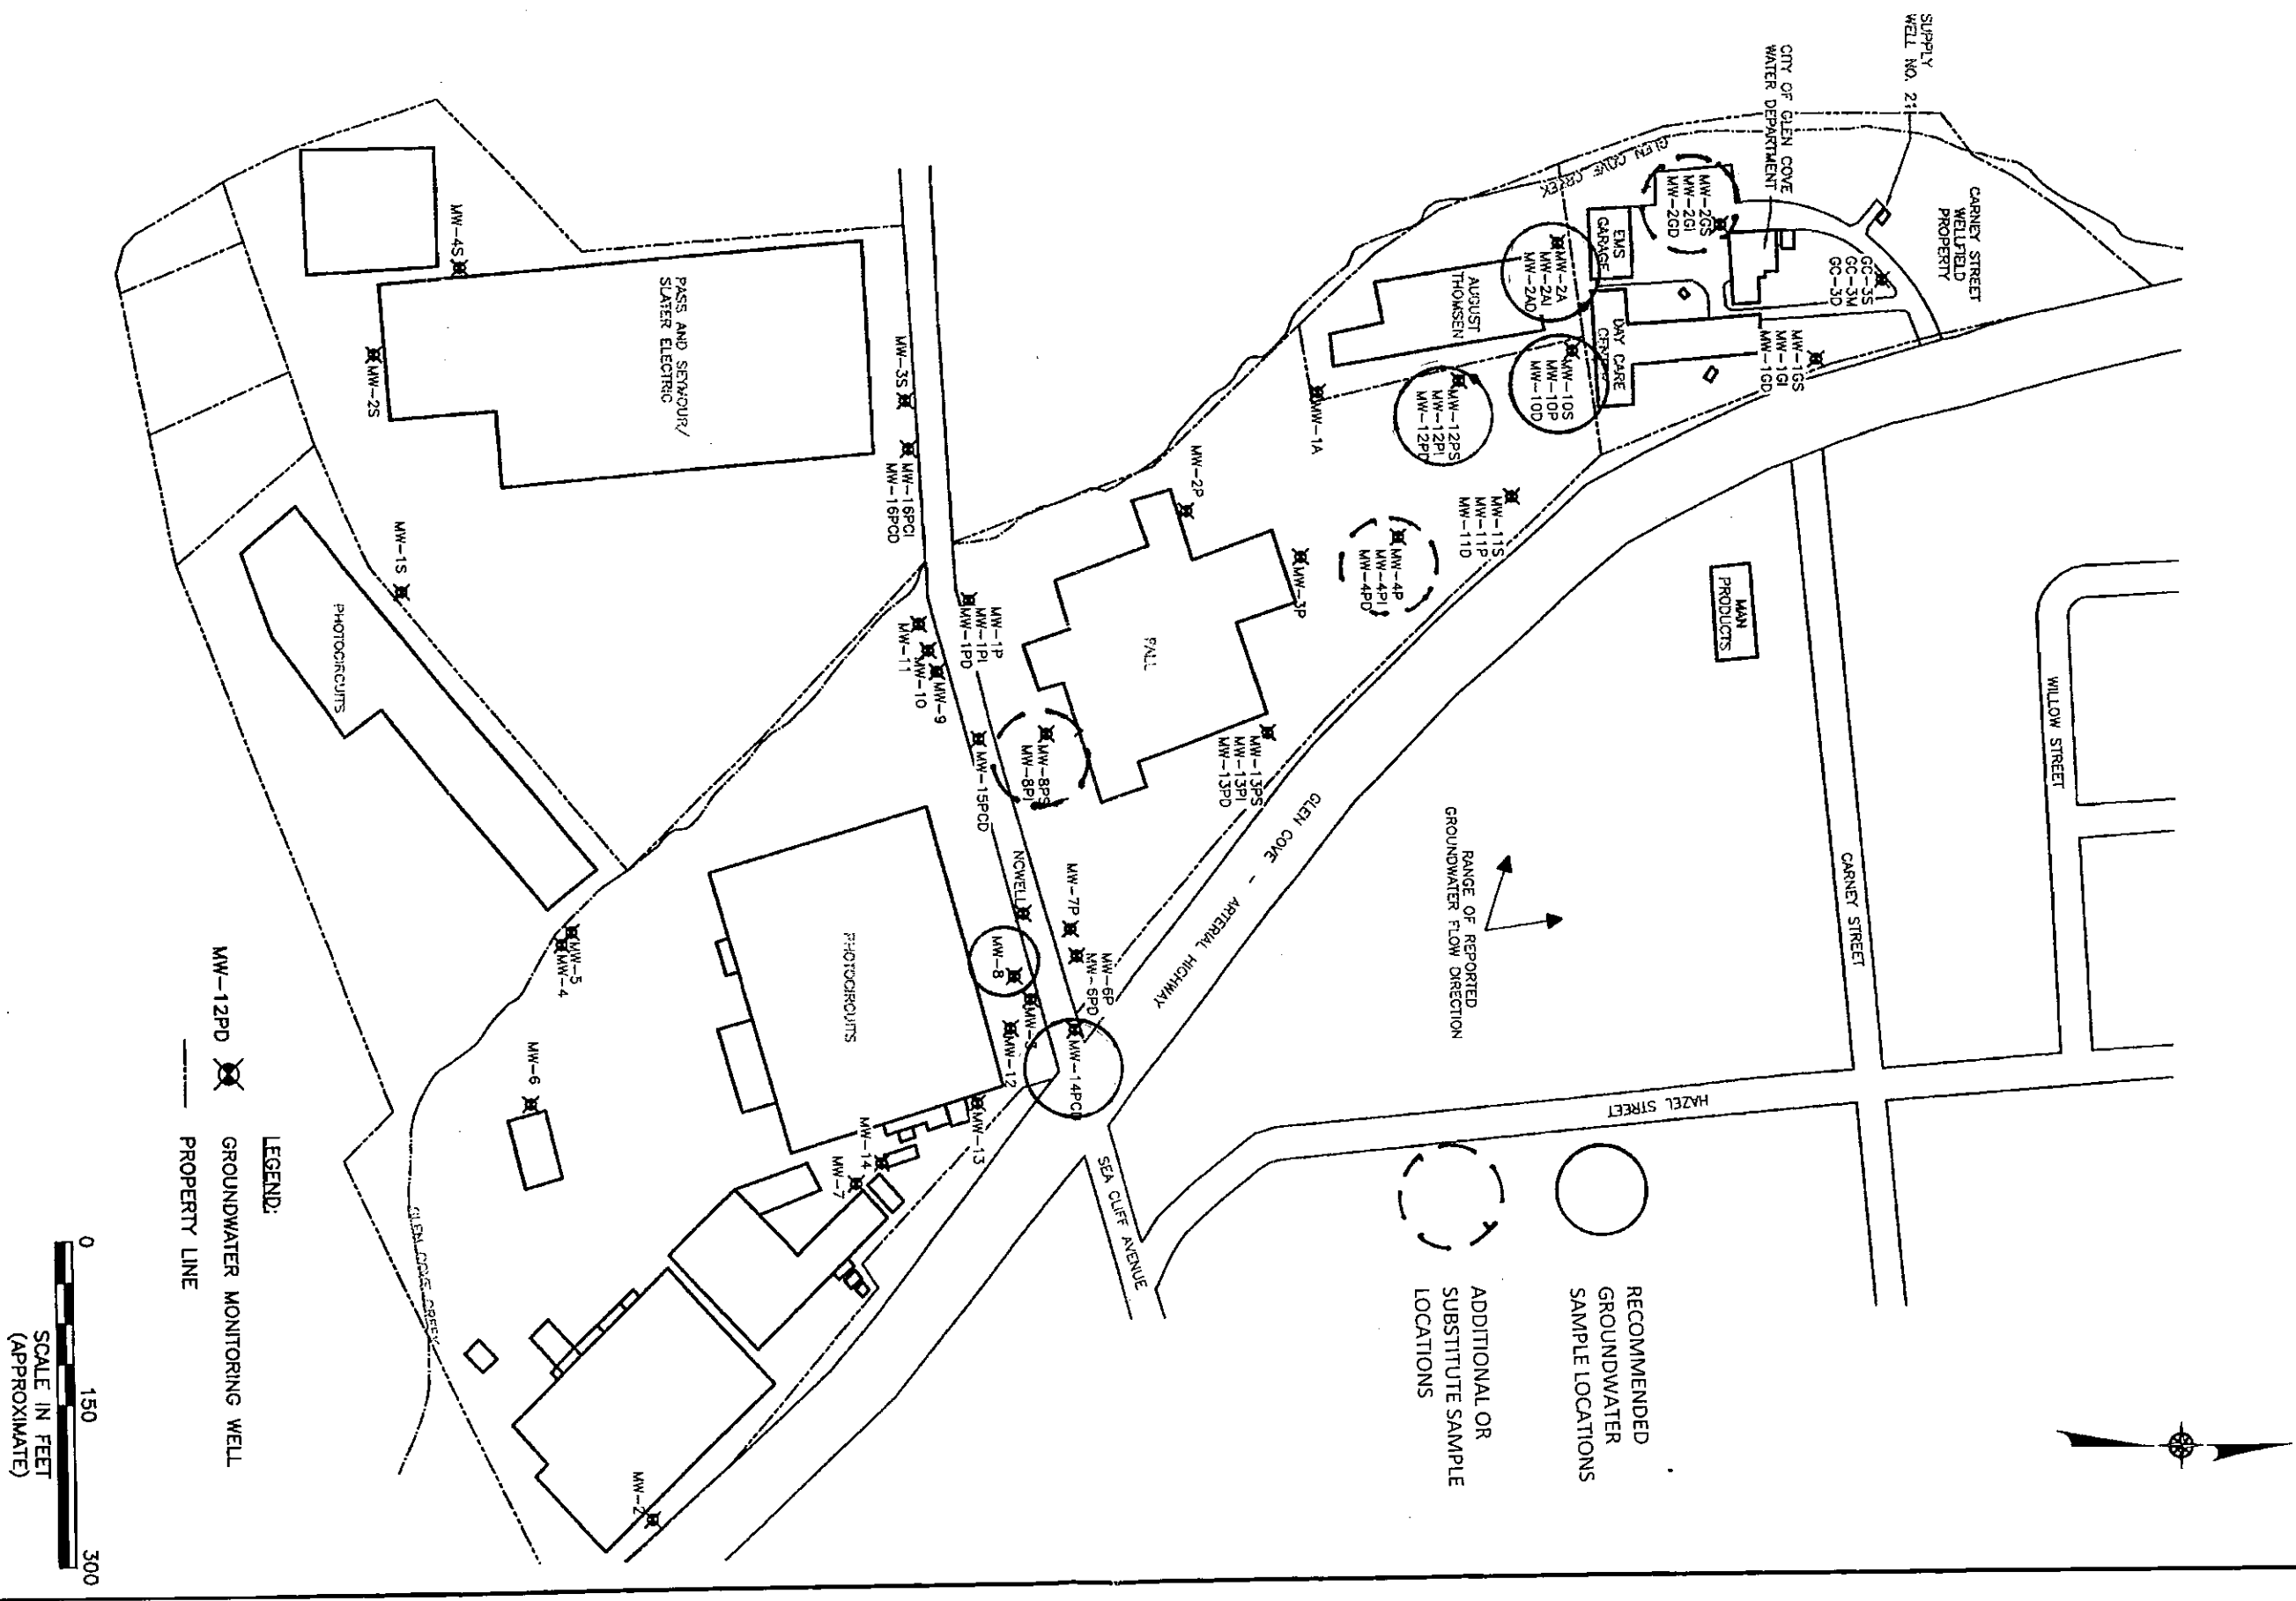 SUPPLY
WELL NO. 21
CITY OF GLEN COVE
WATER DEPARTMENT
CARNEY STREET
WELLFIELD
PROPERTY
GLEN COVE CREEK
MW-2GS
MW-2GI
MW-2GD
GC-3S
GC-3M
GC-3D
EMS
GARAGE
MW-2A
MW-2AI
MW-2AD
DAY CARE
CENTER
MW-1GS
MW-1GI
MW-1GD
AUGUST
THOMSEN
MW-10S
MW-10P
MW-10D
MW-12PS
MW-12PI
MW-12PD
MW-1A
MW-11S
MW-11P
MW-11D
MW-2P
MW-4P
MW-4PI
MW-4PD
MW-3P
PALL
MAN
PRODUCTS
WILLOW STREET
CARNEY STREET
HAZEL STREET
MW-4S
MW-2S
PASS AND SEYMOUR/
SLATER ELECTRIC
MW-3S
MW-16PCI
MW-16PCD
MW-1S
PHOTOCIRCUITS
MW-1P
MW-1PI
MW-1PD
MW-11
MW-10
MW-9
MW-15PCD
MW-8PS
MW-8PI
MW-13PS
MW-13PI
MW-13PD
GLEN COVE - ARTERIAL HIGHWAY
RANGE OF REPORTED
GROUNDWATER FLOW DIRECTION
NCWELL
MW-7P
MW-6P
MW-6PD
MW-8
MW-3
MW-12
MW-14PCD
PHOTOCIRCUITS
MW-5
MW-4
MW-6
MW-13
MW-14
MW-7
SEA CLIFF AVENUE
GLEN COVE CREEK
MW-2
RECOMMENDED
GROUNDWATER
SAMPLE LOCATIONS
ADDITIONAL OR
SUBSTITUTE SAMPLE
LOCATIONS
LEGEND:
MW-12PD
GROUNDWATER MONITORING WELL
PROPERTY LINE
0
150
300
SCALE IN FEET
(APPROXIMATE)